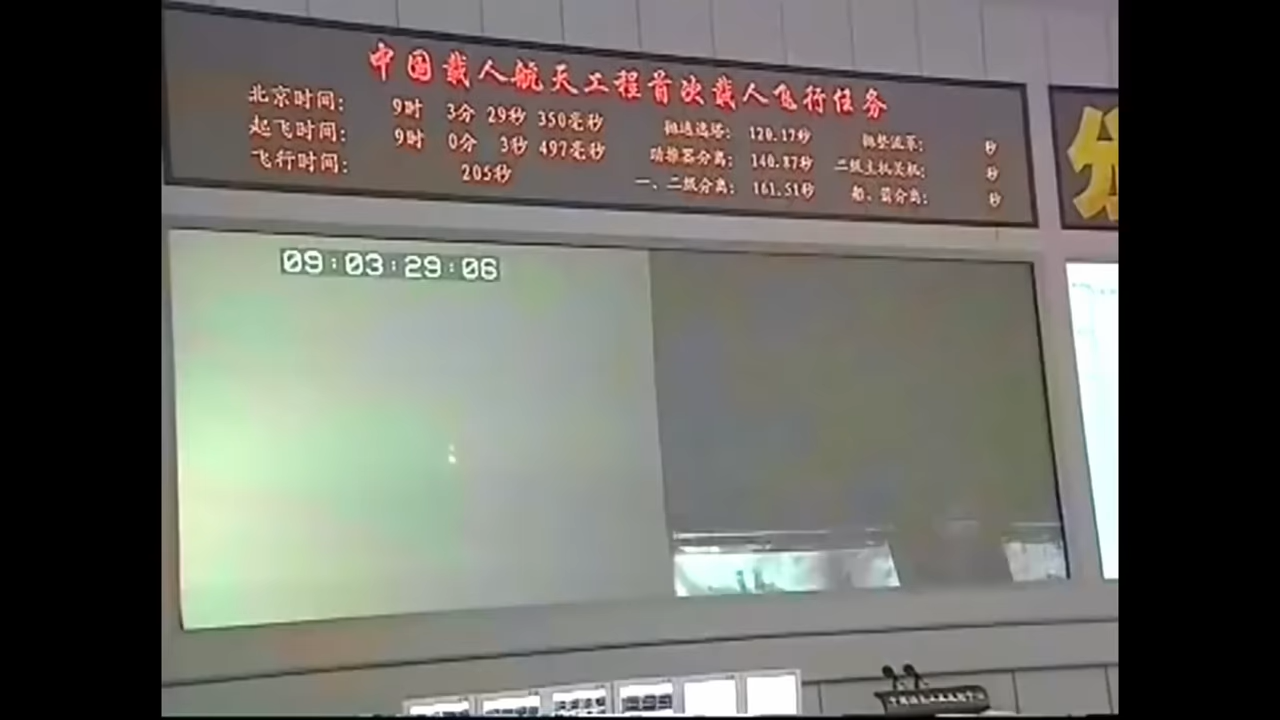 中国载人航天工程首次载人飞行任务
北京时间: 9时 3分 29秒 350毫秒
起飞时间: 9时 0分 3秒 497毫秒
飞行时间: 205秒
抛逃逸塔: 120.17秒 抛整流罩: 秒
助推器分离: 140.87秒 二级主机关机: 秒
一、二级分离: 161.51秒 船、箭分离: 秒
09:03:29:06